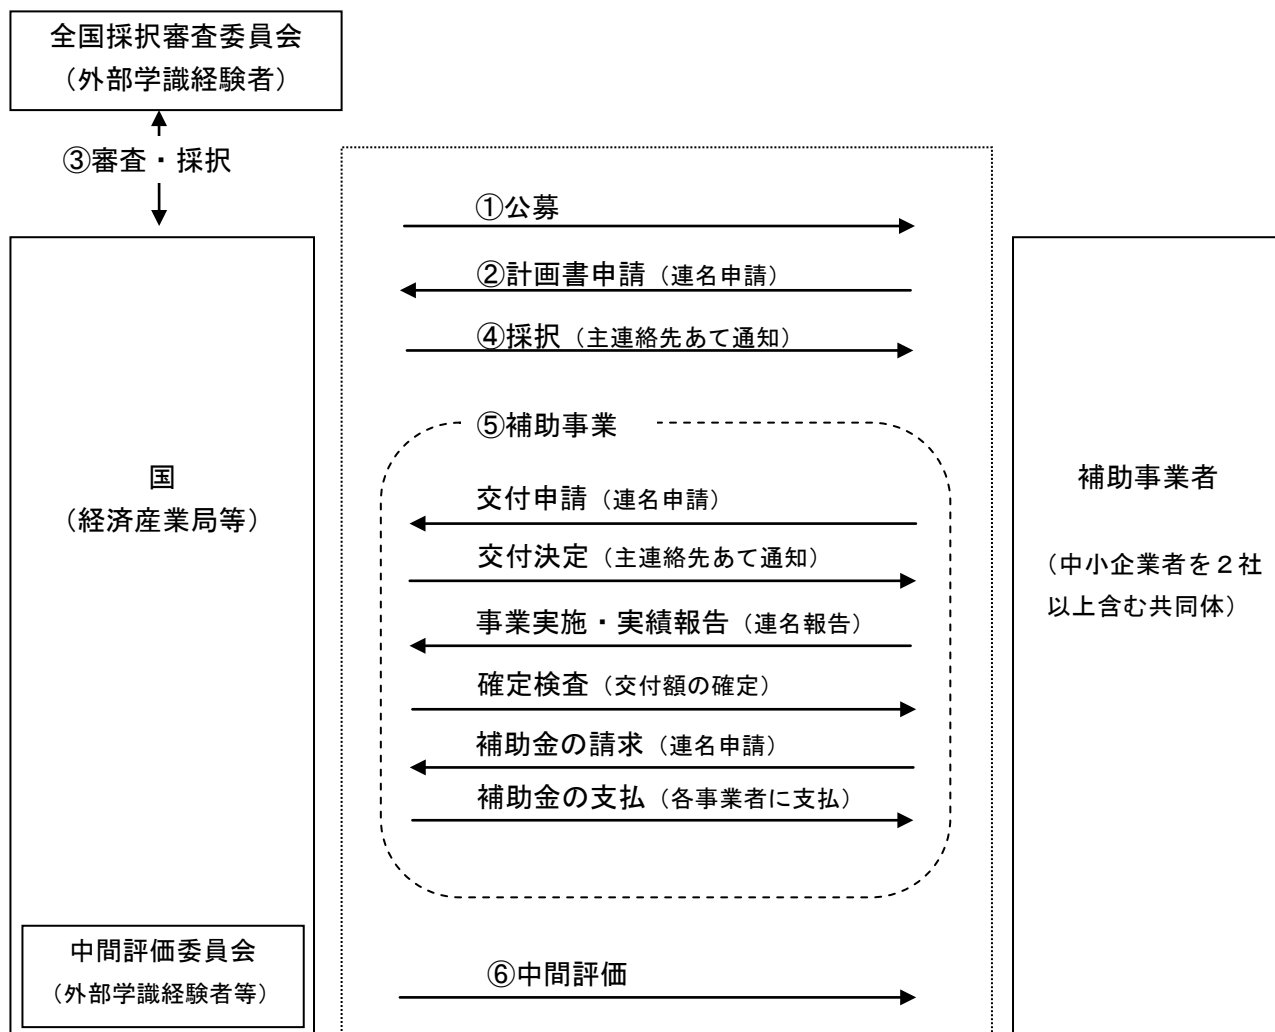 全国採択審査委員会
（外部学識経験者）
③審査・採択
①公募
②計画書申請（連名申請）
④採択（主連絡先あて通知）
⑤補助事業
国
（経済産業局等）
交付申請（連名申請）
交付決定（主連絡先あて通知）
事業実施・実績報告（連名報告）
確定検査（交付額の確定）
補助金の請求（連名申請）
補助金の支払（各事業者に支払）
補助事業者
（中小企業者を２社
以上含む共同体）
中間評価委員会
（外部学識経験者等）
⑥中間評価